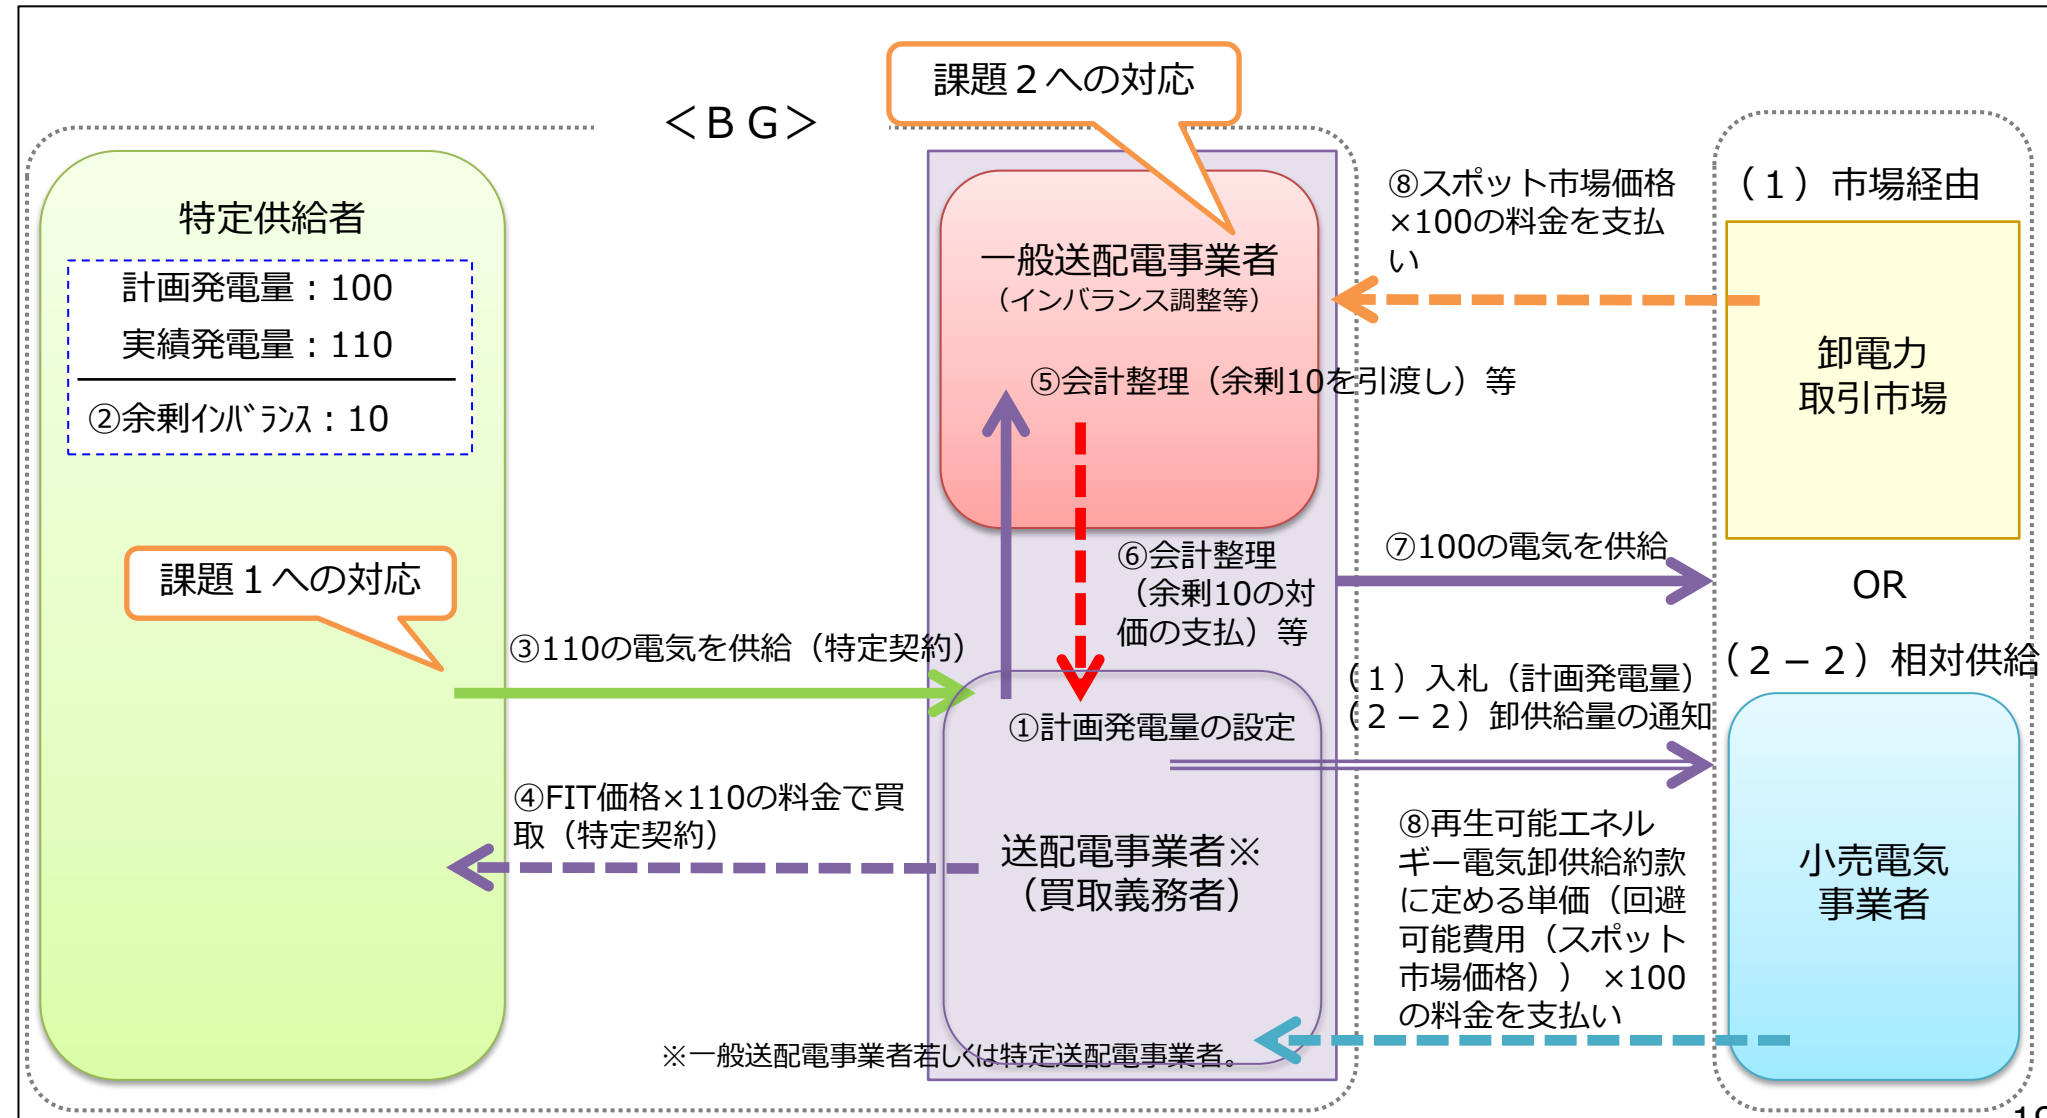 課題２への対応
＜ＢＧ＞
特定供給者
計画発電量：100
実績発電量：110
②余剰ｲﾝﾊﾞﾗﾝｽ：10
課題１への対応
一般送配電事業者
（インバランス調整等）
⑤会計整理（余剰10を引渡し）等
⑥会計整理
（余剰10の対
価の支払）等
③110の電気を供給（特定契約）
①計画発電量の設定
④FIT価格×110の料金で買
取（特定契約）
送配電事業者※
（買取義務者）
※一般送配電事業者若しくは特定送配電事業者。
⑧スポット市場価格
×100の料金を支払
い
（１）市場経由
卸電力
取引市場
⑦100の電気を供給
OR
（２－２）相対供給
（１）入札（計画発電量）
（２－２）卸供給量の通知
⑧再生可能エネル
ギー電気卸供給約款
に定める単価（回避
可能費用（スポット
市場価格）） ×100
の料金を支払い
小売電気
事業者